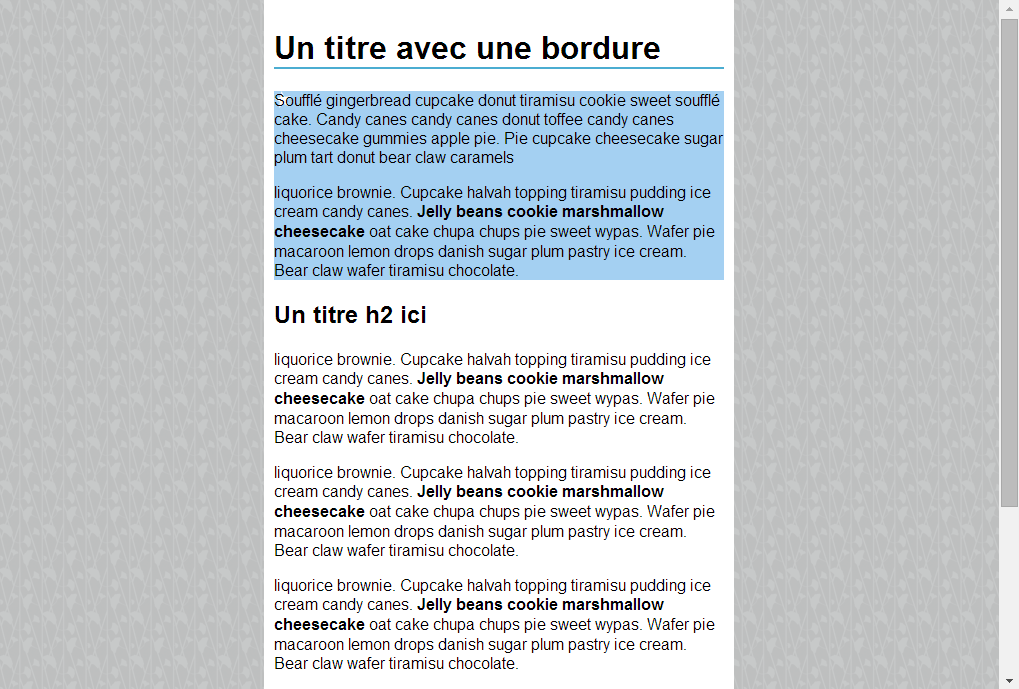 Un titre avec une bordure
Soufflé gingerbread cupcake donut tiramisu cookie sweet soufflé
cake. Candy canes candy canes donut toffee candy canes
cheesecake gummies apple pie. Pie cupcake cheesecake sugar
plum tart donut bear claw caramels
liquorice brownie. Cupcake halvah topping tiramisu pudding ice
cream candy canes. Jelly beans cookie marshmallow
cheesecake oat cake chupa chups pie sweet wypas. Wafer pie
macaroon lemon drops danish sugar plum pastry ice cream.
Bear claw wafer tiramisu chocolate.
Un titre h2 ici
liquorice brownie. Cupcake halvah topping tiramisu pudding ice
cream candy canes. Jelly beans cookie marshmallow
cheesecake oat cake chupa chups pie sweet wypas. Wafer pie
macaroon lemon drops danish sugar plum pastry ice cream.
Bear claw wafer tiramisu chocolate.
liquorice brownie. Cupcake halvah topping tiramisu pudding ice
cream candy canes. Jelly beans cookie marshmallow
cheesecake oat cake chupa chups pie sweet wypas. Wafer pie
macaroon lemon drops danish sugar plum pastry ice cream.
Bear claw wafer tiramisu chocolate.
liquorice brownie. Cupcake halvah topping tiramisu pudding ice
cream candy canes. Jelly beans cookie marshmallow
cheesecake oat cake chupa chups pie sweet wypas. Wafer pie
macaroon lemon drops danish sugar plum pastry ice cream.
Bear claw wafer tiramisu chocolate.